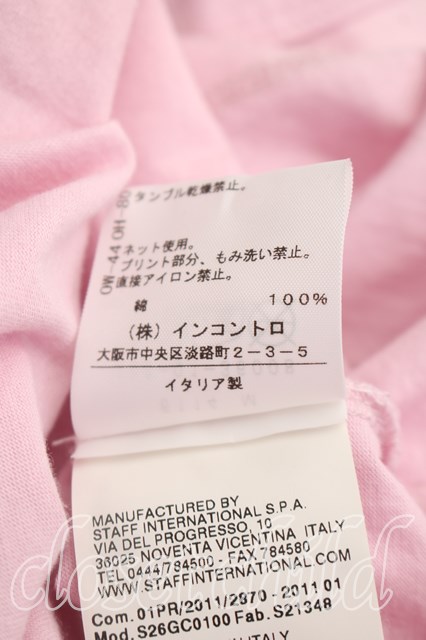 タンブル乾燥禁止。
ネット使用。
プリント部分、もみ洗い禁止。
直接アイロン禁止。
綿 100%
(株) インコントロ
大阪市中央区淡路町2-3-5
イタリア製
MANUFACTURED BY
STAFF INTERNATIONAL S.P.A.
VIA DEL PROGRESSO, 10
36025 NOVENTA VICENTINA ITALY
TEL 0444/784500 - FAX 784580
WWW.STAFFINTERNATIONAL.COM
Com. 01PR/2011/2970 - 2011 01
Mod. S26GC0100 Fab. S21348
closet child